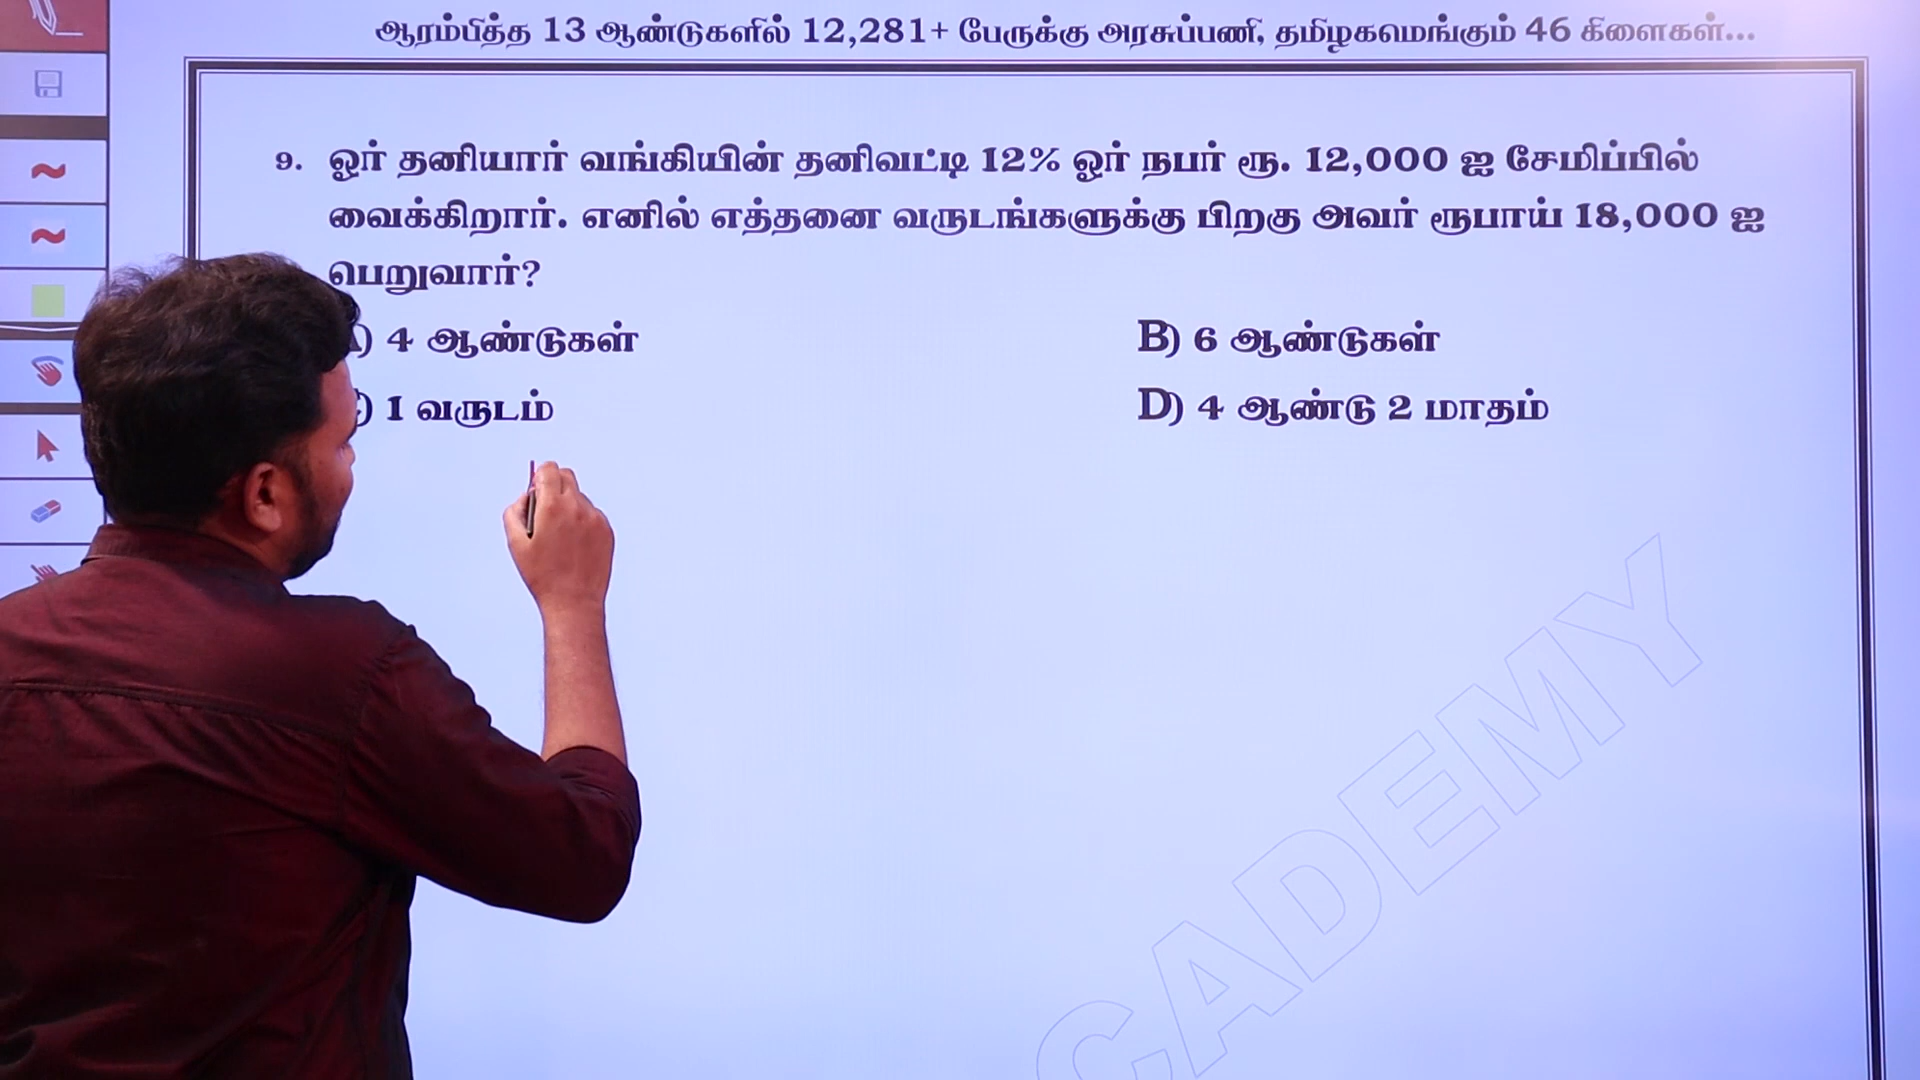 ஆரம்பித்த 13 ஆண்டுகளில் 12,281+ பேருக்கு அரசுப்பணி, தமிழகமெங்கும் 46 கிளைகள்...
9. ஓர் தனியார் வங்கியின் தனிவட்டி 12% ஓர் நபர் ரூ. 12,000 ஐ சேமிப்பில்
வைக்கிறார். எனில் எத்தனை வருடங்களுக்கு பிறகு அவர் ரூபாய் 18,000 ஐ
பெறுவார்?
) 4 ஆண்டுகள் B) 6 ஆண்டுகள்
) 1 வருடம் D) 4 ஆண்டு 2 மாதம்
CADEMY